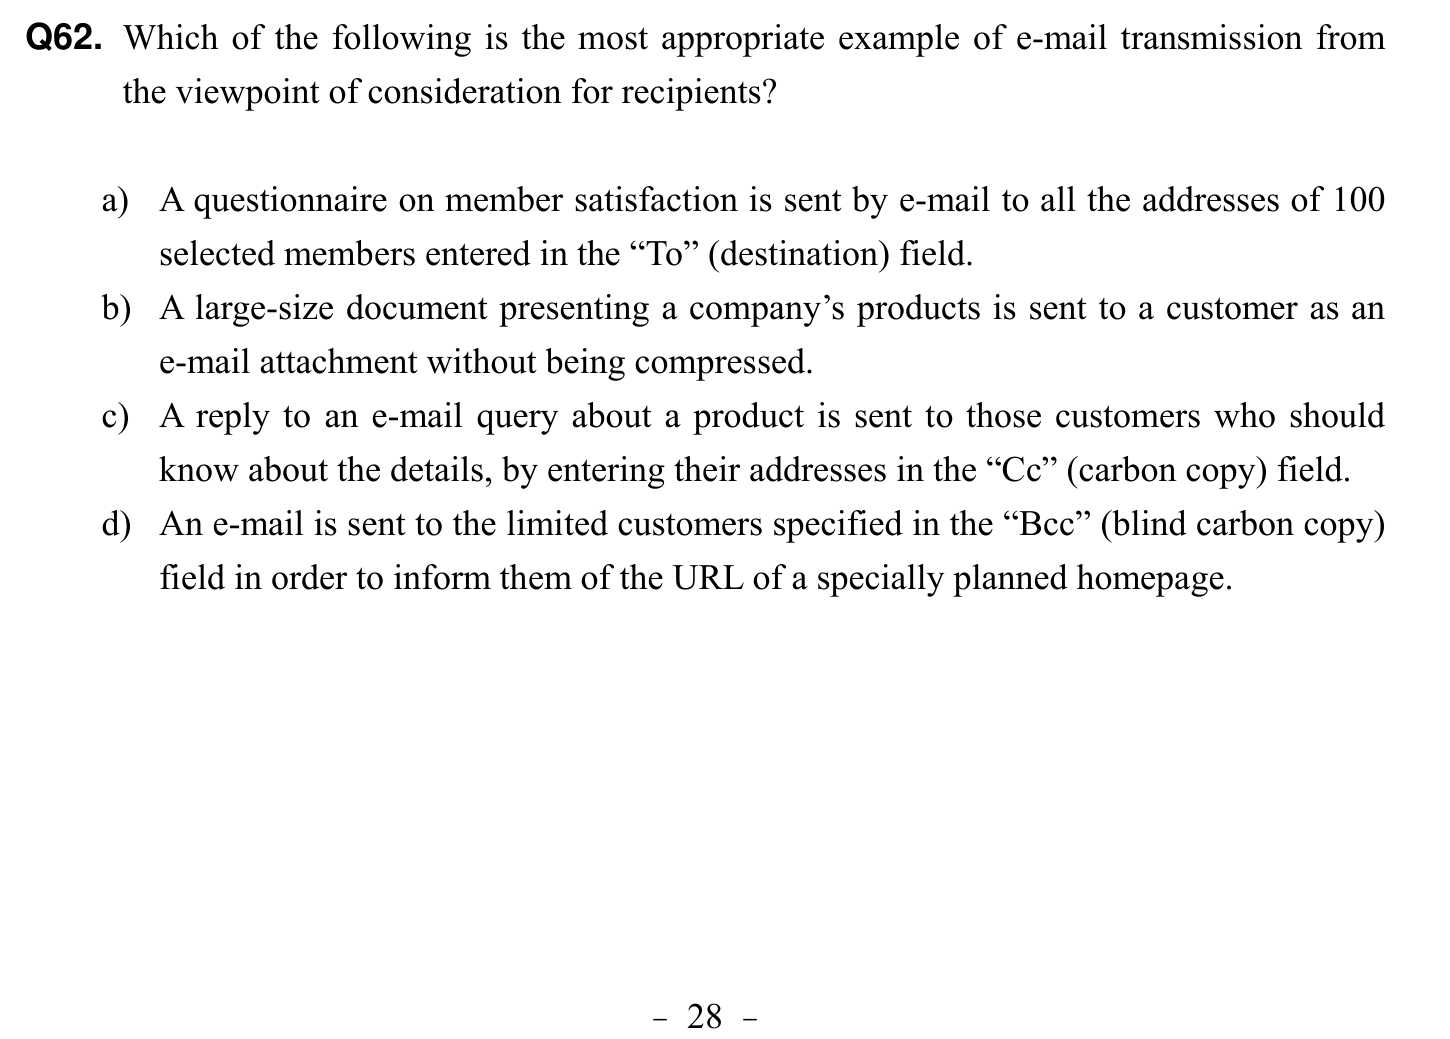 Q62. Which of the following is the most appropriate example of e-mail transmission from
the viewpoint of consideration for recipients?
a) A questionnaire on member satisfaction is sent by e-mail to all the addresses of 100
selected members entered in the “To” (destination) field.
b) A large-size document presenting a company’s products is sent to a customer as an
e-mail attachment without being compressed.
c) A reply to an e-mail query about a product is sent to those customers who should
know about the details, by entering their addresses in the “Cc” (carbon copy) field.
d) An e-mail is sent to the limited customers specified in the “Bcc” (blind carbon copy)
field in order to inform them of the URL of a specially planned homepage.
– 28 –